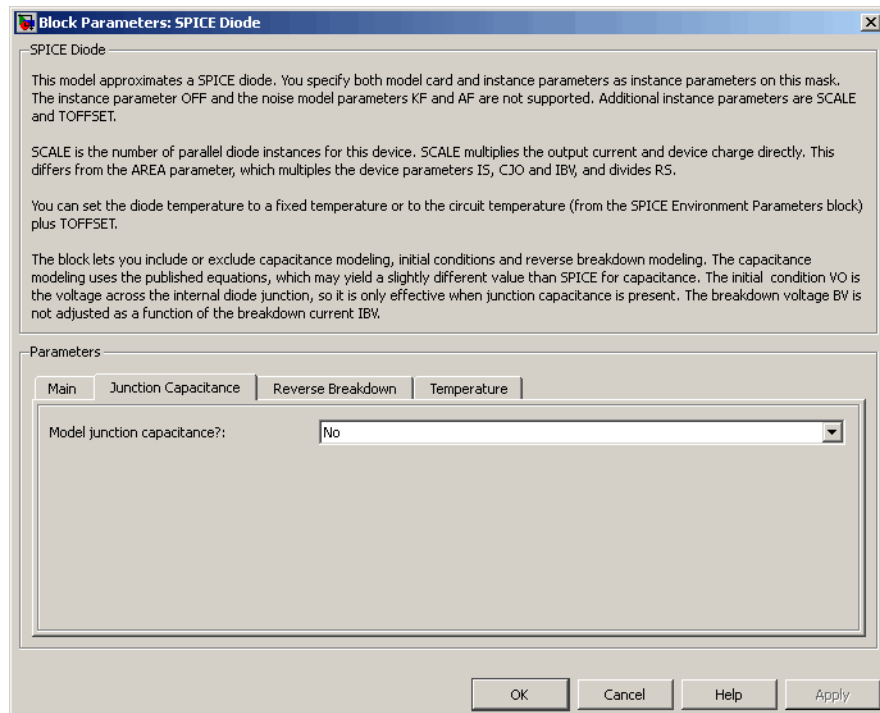 Block Parameters: SPICE Diode
SPICE Diode
This model approximates a SPICE diode. You specify both model card and instance parameters as instance parameters on this mask.
The instance parameter OFF and the noise model parameters KF and AF are not supported. Additional instance parameters are SCALE
and TOFFSET.
SCALE is the number of parallel diode instances for this device. SCALE multiplies the output current and device charge directly. This
differs from the AREA parameter, which multiples the device parameters IS, CJO and IBV, and divides RS.
You can set the diode temperature to a fixed temperature or to the circuit temperature (from the SPICE Environment Parameters block)
plus TOFFSET.
The block lets you include or exclude capacitance modeling, initial conditions and reverse breakdown modeling. The capacitance
modeling uses the published equations, which may yield a slightly different value than SPICE for capacitance. The initial condition VO is
the voltage across the internal diode junction, so it is only effective when junction capacitance is present. The breakdown voltage BV is
not adjusted as a function of the breakdown current IBV.
Parameters
Main Junction Capacitance Reverse Breakdown Temperature
Model junction capacitance?: No
OK Cancel Help Apply